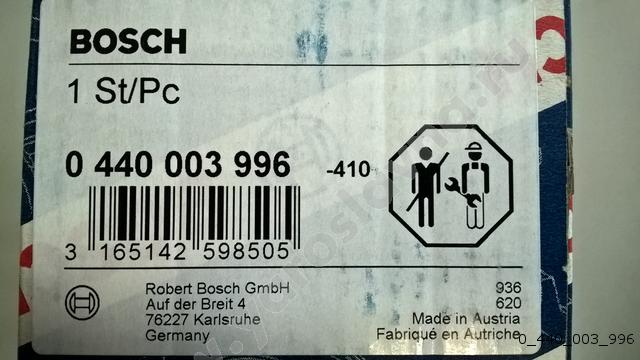 BOSCH
1 St/Pc
0 440 003 996 -410
3 165142 598505
Robert Bosch GmbH
Auf der Breit 4
76227 Karlsruhe
Germany
936
620
Made in Austria
Fabriqué en Autriche
0_440_003_996